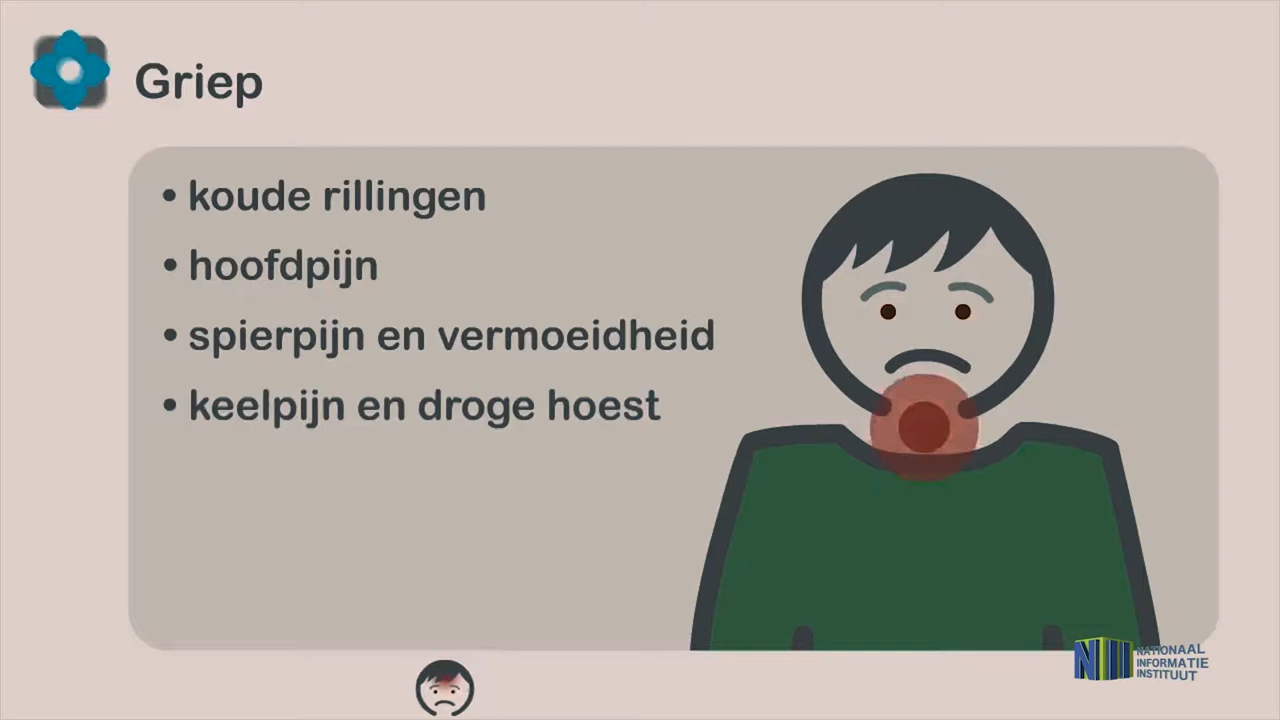 Griep
• koude rillingen
• hoofdpijn
• spierpijn en vermoeidheid
• keelpijn en droge hoest
NATIONAAL
INFORMATIE
INSTITUUT